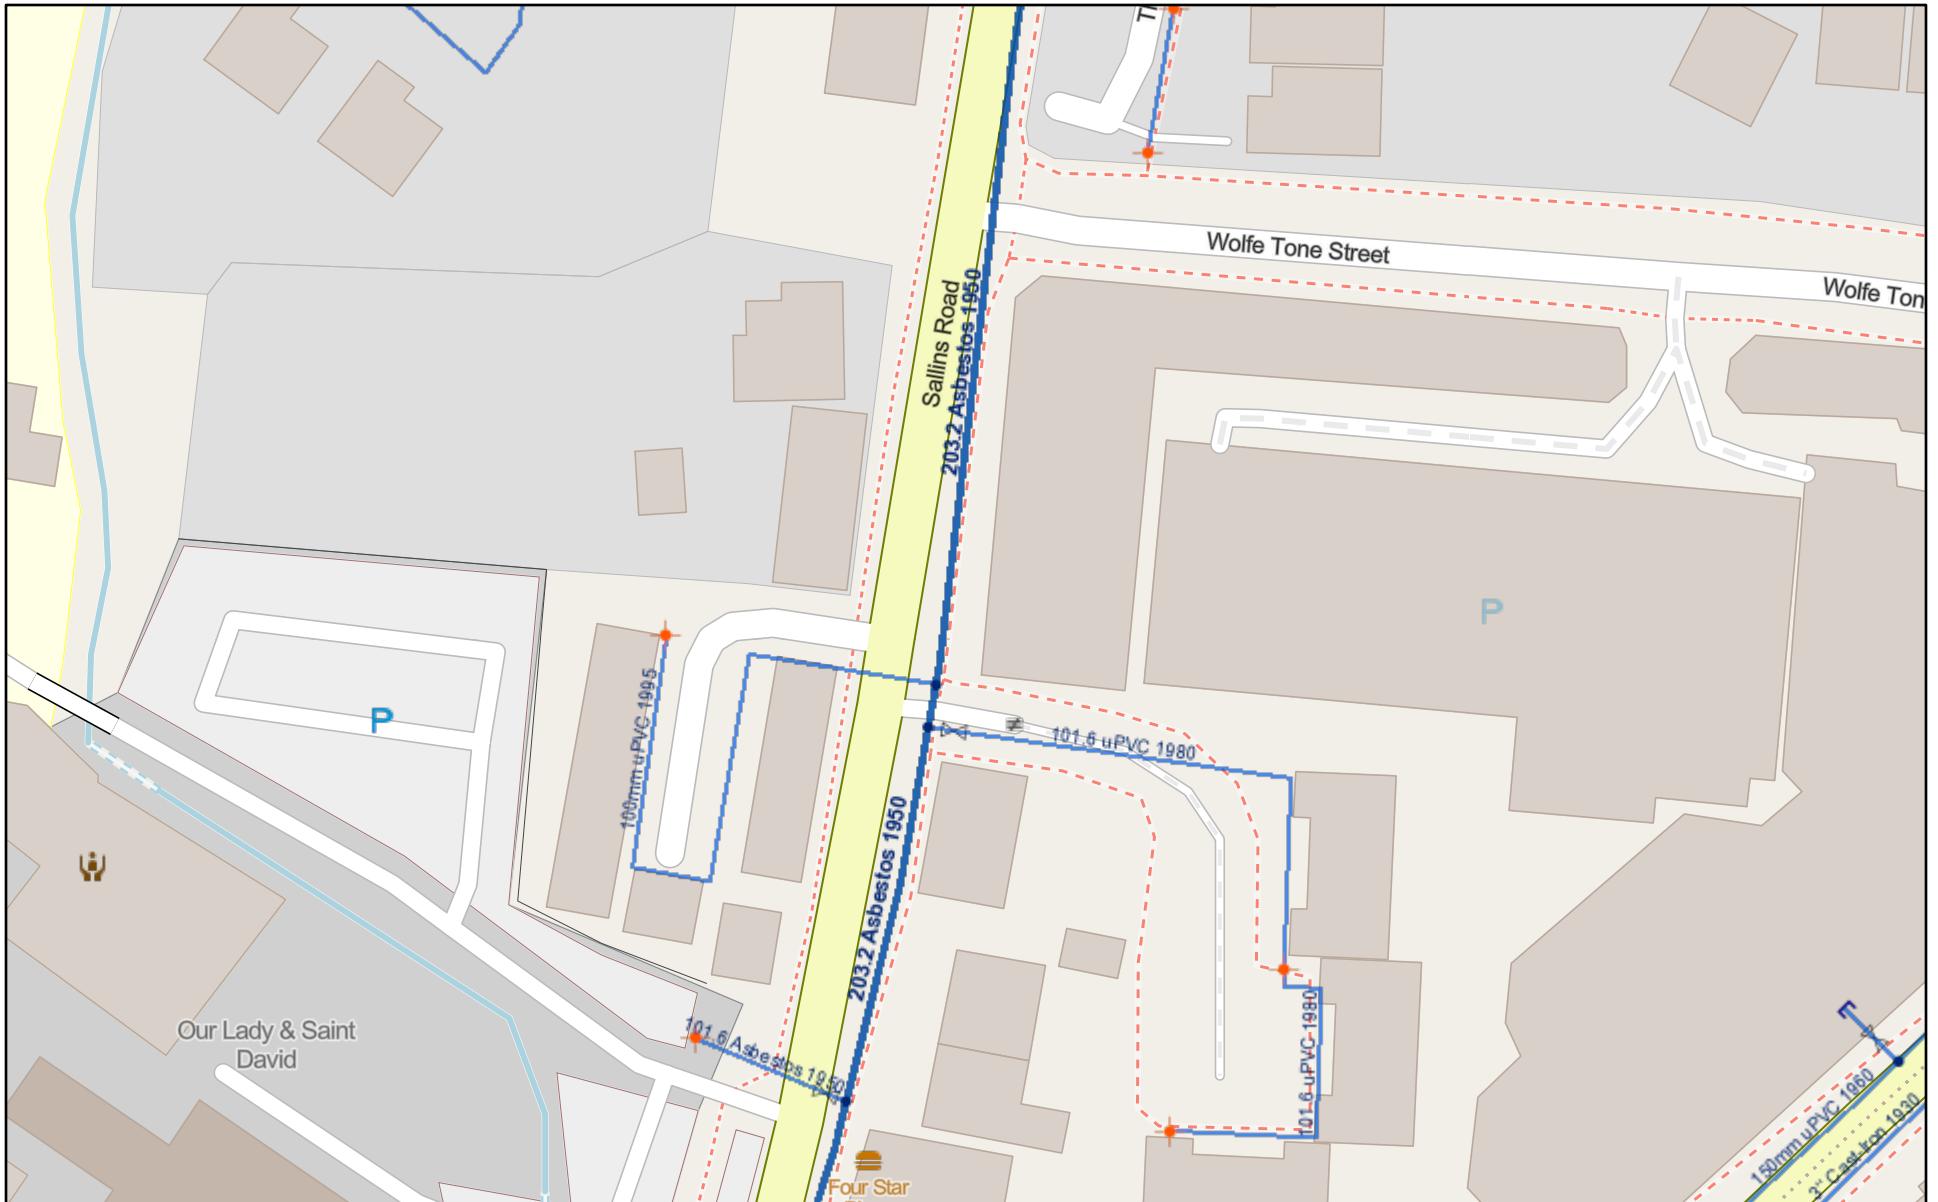 Wolfe Tone Street
Wolfe Ton
Sallins Road
203.2 Asbestos 1950
P
100mm uPVC 1995
P
101.6 uPVC 1980
203.2 Asbestos 1950
Our Lady & Saint
David
101.6 Asbestos 1950
101.6 uPVC 1980
150mm uPVC 1960
3" Cast Iron 1930
Four Star